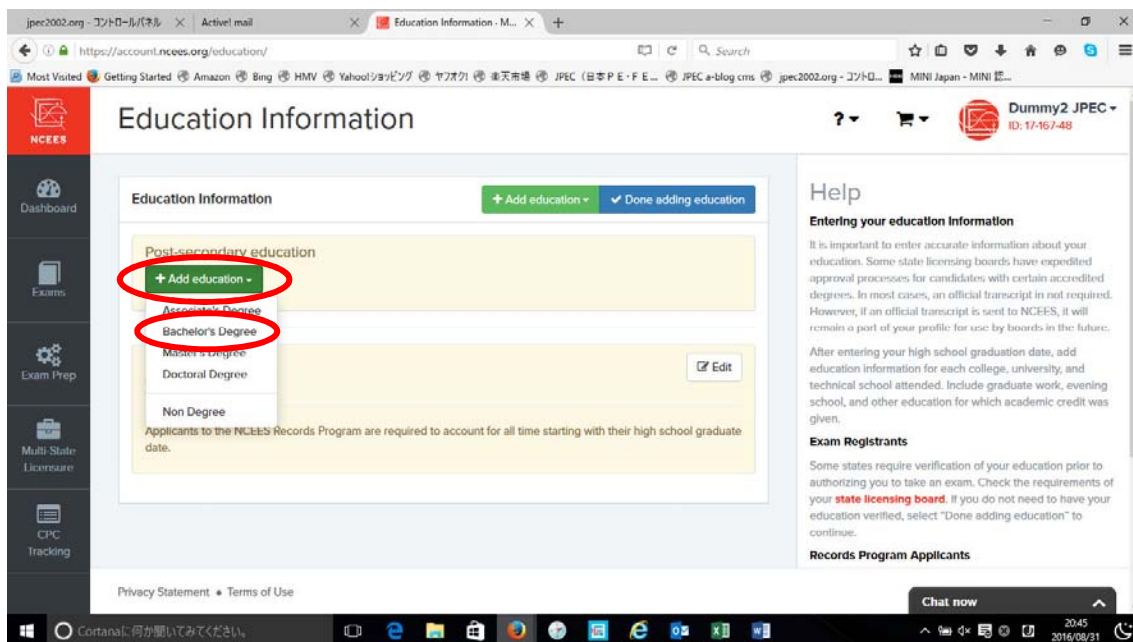 jpec2002.org - コントロールパネル
Active! mail
Education Information - M...
https://account.ncees.org/education/
Search
Most Visited
Getting Started
Amazon
Bing
HMV
Yahoo!ショッピング
ヤフオク!
楽天市場
JPEC (日本ＰＥ・ＦＥ...
JPEC a-blog cms
jpec2002.org - コントロ...
MINI Japan - MINI 認...
NCEES
Education Information
?
Dummy2 JPEC
ID: 17-167-48
Dashboard
Exams
Exam Prep
Multi-State
Licensure
CPC
Tracking
Education Information
+ Add education
Done adding education
Post-secondary education
+ Add education
Associate's Degree
Bachelor's Degree
Master's Degree
Doctoral Degree
Non Degree
Edit
Applicants to the NCEES Records Program are required to account for all time starting with their high school graduate
date.
Help
Entering your education information
It is important to enter accurate information about your
education. Some state licensing boards have expedited
approval processes for candidates with certain accredited
degrees. In most cases, an official transcript in not required.
However, if an official transcript is sent to NCEES, it will
remain a part of your profile for use by boards in the future.
After entering your high school graduation date, add
education information for each college, university, and
technical school attended. Include graduate work, evening
school, and other education for which academic credit was
given.
Exam Registrants
Some states require verification of your education prior to
authorizing you to take an exam. Check the requirements of
your state licensing board. If you do not need to have your
education verified, select "Done adding education" to
continue.
Records Program Applicants
Privacy Statement • Terms of Use
Chat now
Cortanaに何か聞いてみてください。
20:45
2016/08/31